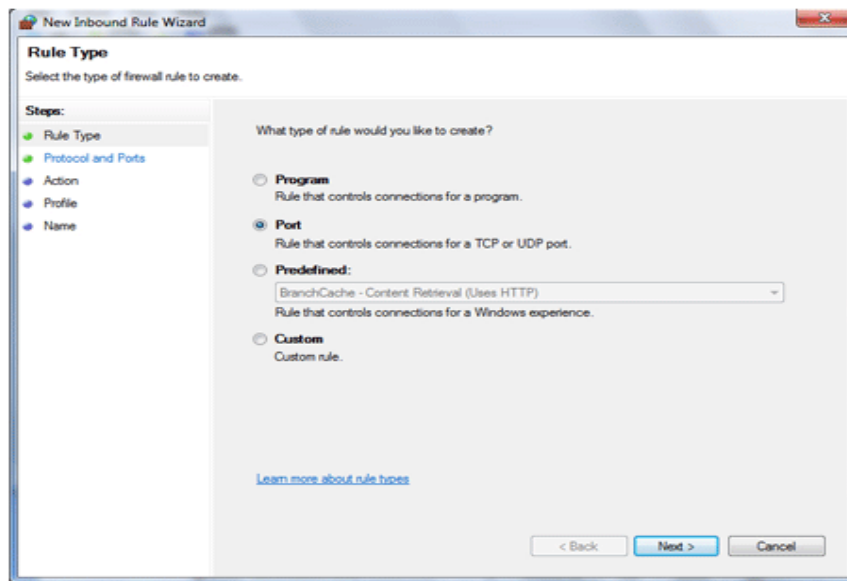 New Inbound Rule Wizard
Rule Type
Select the type of firewall rule to create.
Steps:
Rule Type
Protocol and Ports
Action
Profile
Name
What type of rule would you like to create?
Program
Rule that controls connections for a program.
Port
Rule that controls connections for a TCP or UDP port.
Predefined:
BranchCache - Content Retrieval (Uses HTTP)
Rule that controls connections for a Windows experience.
Custom
Custom rule.
Learn more about rule types
< Back
Next >
Cancel